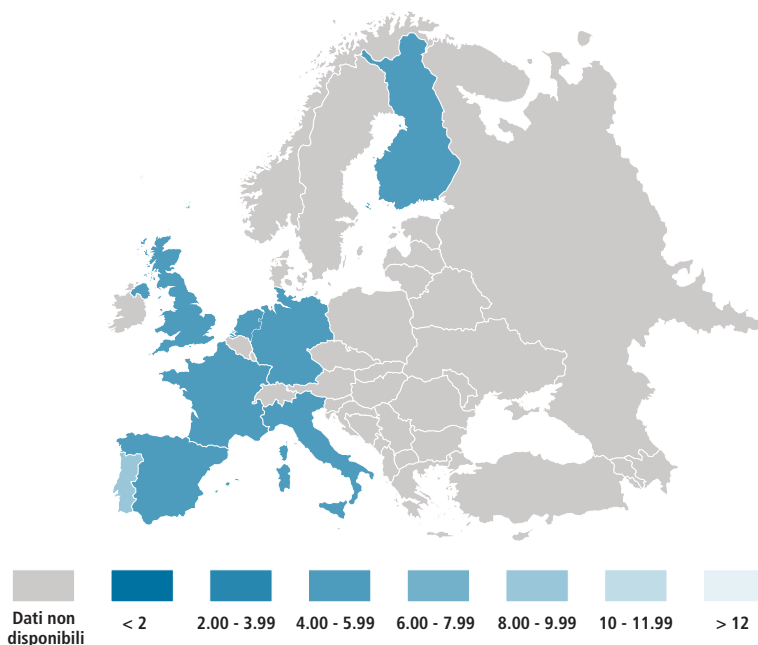 Dati non
disponibili
< 2
2.00 - 3.99
4.00 - 5.99
6.00 - 7.99
8.00 - 9.99
10 - 11.99
> 12